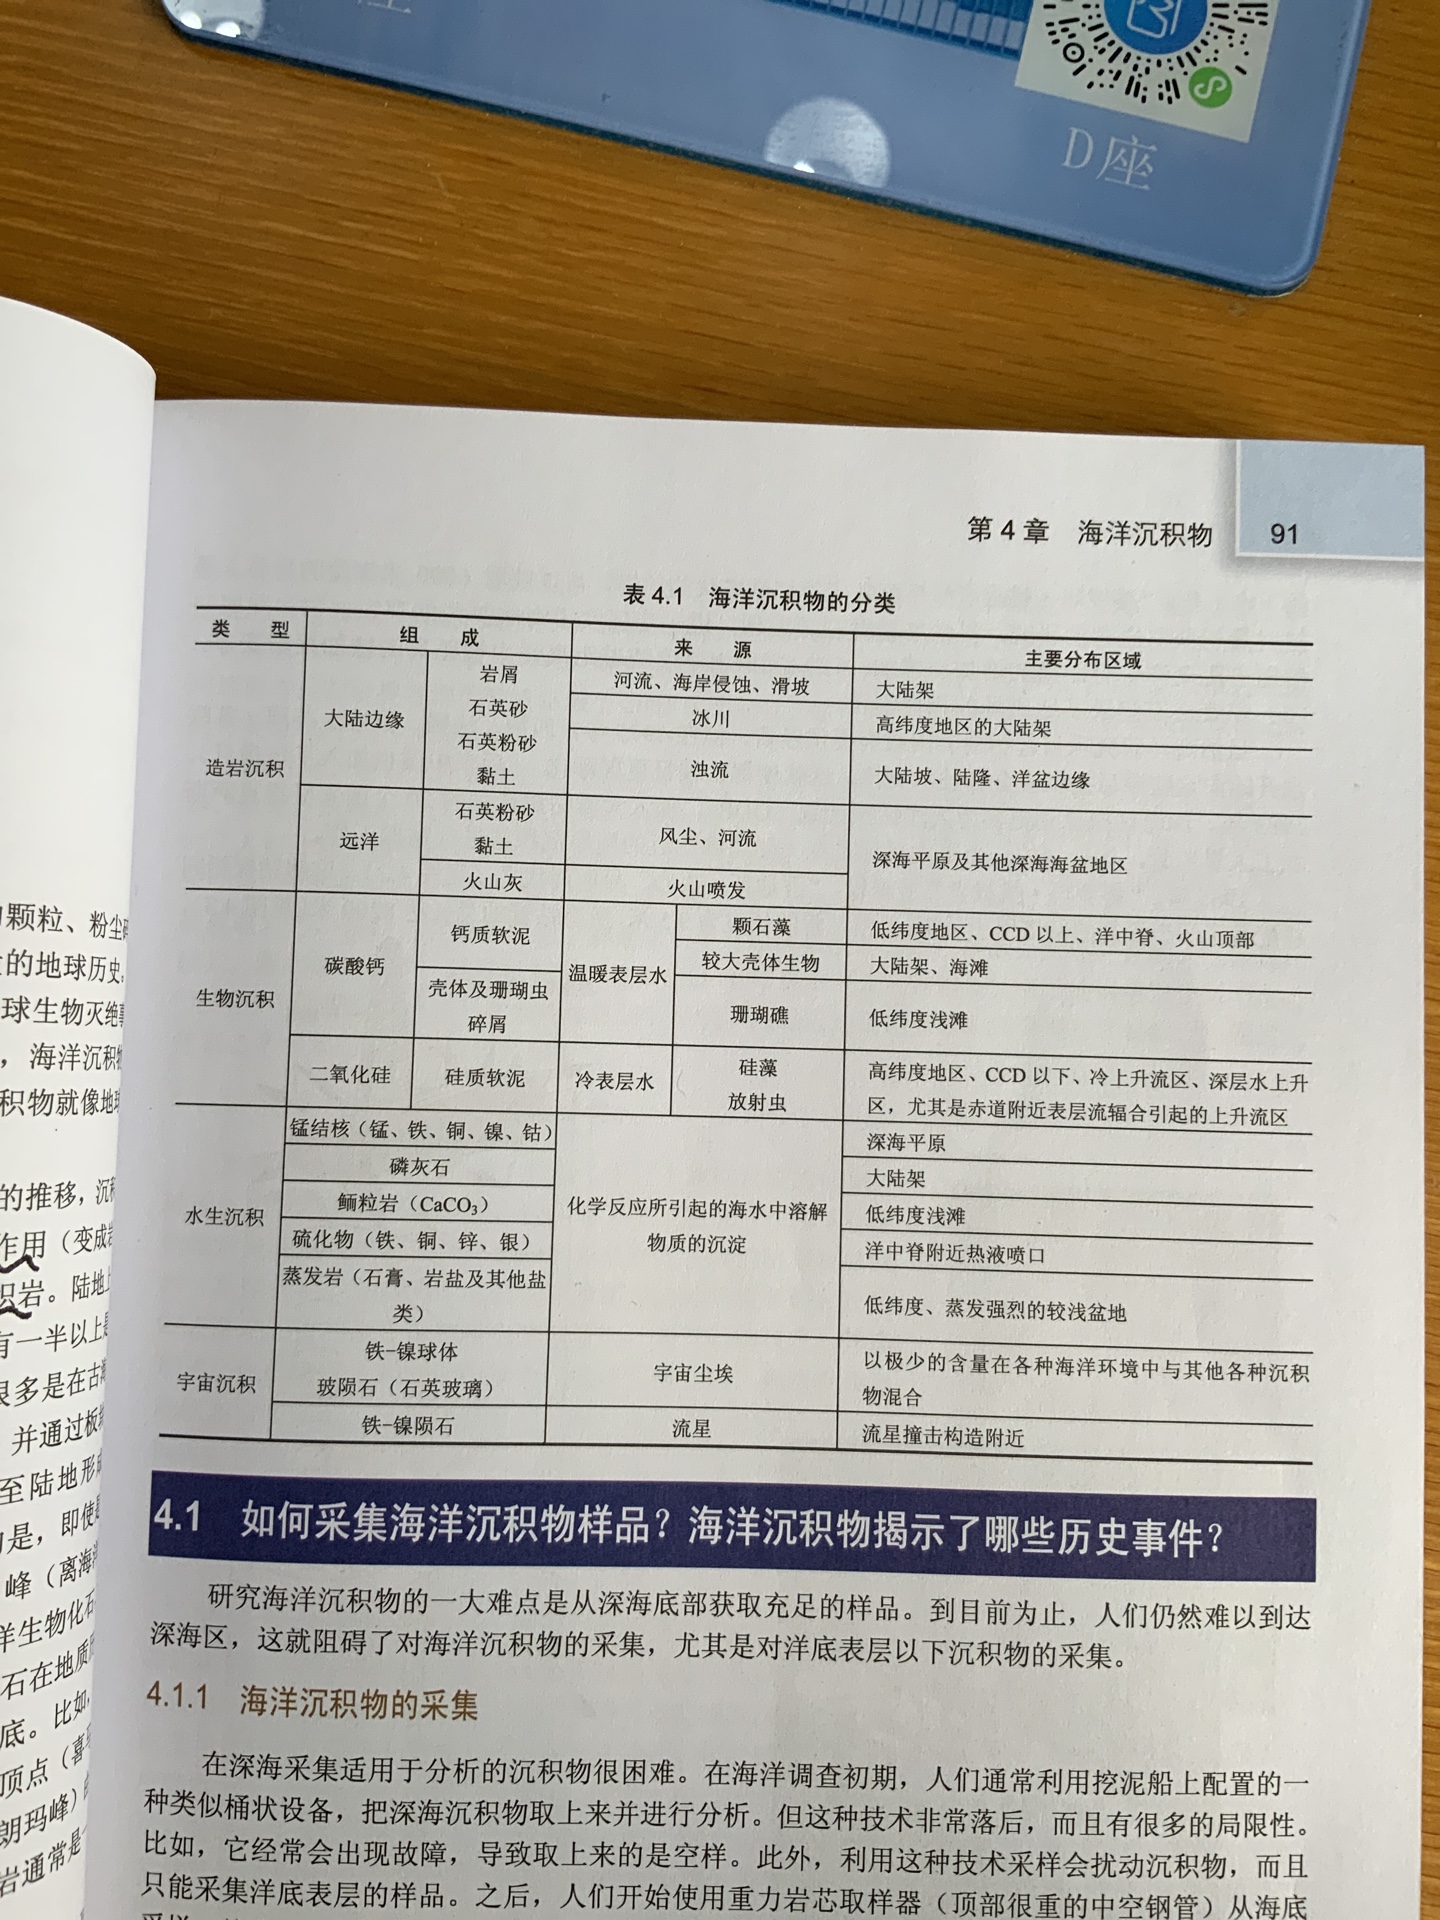 D座
座
第4章 海洋沉积物 91
表 4.1 海洋沉积物的分类
类 型 组 成 来 源 主要分布区域
造岩沉积
大陆边缘
岩屑
石英砂
石英粉砂
黏土
河流、海岸侵蚀、滑坡 大陆架
冰川 高纬度地区的大陆架
浊流 大陆坡、陆隆、洋盆边缘
远洋
石英粉砂
黏土
风尘、河流
深海平原及其他深海海盆地区
火山灰 火山喷发
生物沉积
碳酸钙
钙质软泥
壳体及珊瑚虫
碎屑
温暖表层水
颗石藻 低纬度地区、CCD 以上、洋中脊、火山顶部
较大壳体生物 大陆架、海滩
珊瑚礁 低纬度浅滩
二氧化硅 硅质软泥 冷表层水
硅藻
放射虫
高纬度地区、CCD 以下、冷上升流区、深层水上升
区，尤其是赤道附近表层流辐合引起的上升流区
水生沉积
锰结核（锰、铁、铜、镍、钴）
磷灰石
鲕粒岩（CaCO₃）
硫化物（铁、铜、锌、银）
蒸发岩（石膏、岩盐及其他盐
类）
化学反应所引起的海水中溶解
物质的沉淀
深海平原
大陆架
低纬度浅滩
洋中脊附近热液喷口
低纬度、蒸发强烈的较浅盆地
宇宙沉积
铁-镍球体
玻陨石（石英玻璃）
宇宙尘埃
以极少的含量在各种海洋环境中与其他各种沉积
物混合
铁-镍陨石 流星 流星撞击构造附近
4.1 如何采集海洋沉积物样品？海洋沉积物揭示了哪些历史事件？
研究海洋沉积物的一大难点是从深海底部获取充足的样品。到目前为止，人们仍然难以到达
深海区，这就阻碍了对海洋沉积物的采集，尤其是对洋底表层以下沉积物的采集。
4.1.1 海洋沉积物的采集
在深海采集适用于分析的沉积物很困难。在海洋调查初期，人们通常利用挖泥船上配置的一
种类似桶状设备，把深海沉积物取上来并进行分析。但这种技术非常落后，而且有很多的局限性。
比如，它经常会出现故障，导致取上来的是空样。此外，利用这种技术采样会扰动沉积物，而且
只能采集洋底表层的样品。之后，人们开始使用重力岩芯取样器（顶部很重的中空钢管）从海底
颗粒、粉尘
的地球历史
球生物灭绝
，海洋沉积
积物就像地
的推移，沉
作用（变成
积岩。陆地上
有一半以上是
很多是在古海
并通过板
至陆地形
是，即使
峰（离海
洋生物化石
石在地质
底。比如，
顶点（喜
朗玛峰）
岩通常是